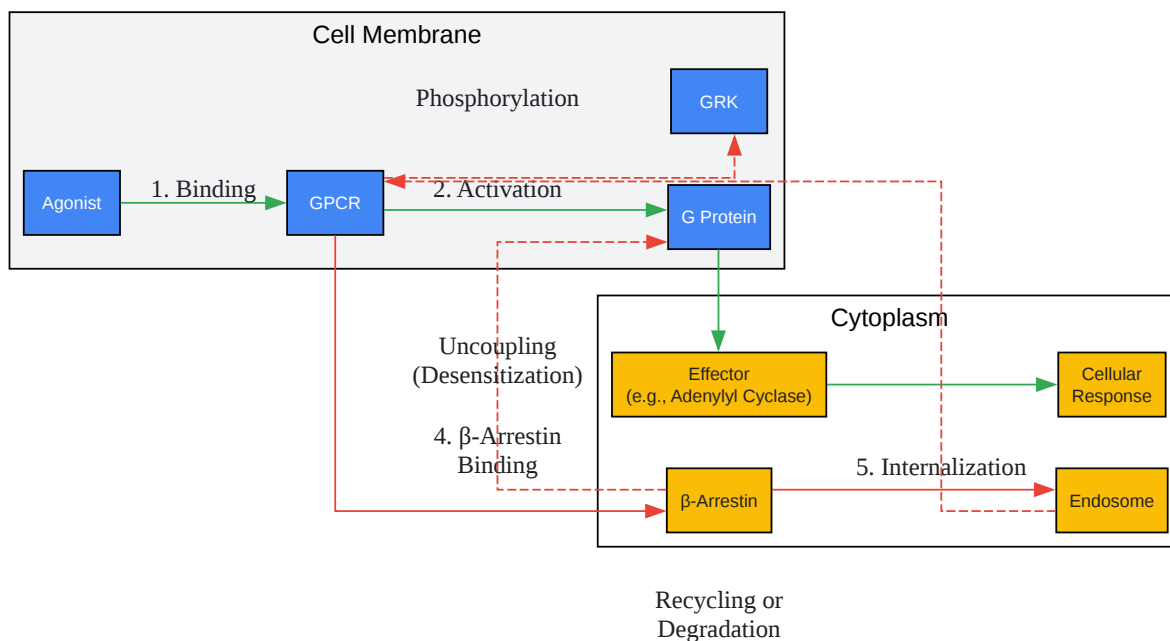 Cell Membrane
Phosphorylation
GRK
Agonist
1. Binding
GPCR
2. Activation
G Protein
Cytoplasm
Uncoupling
(Desensitization)
Effector
(e.g., Adenylyl Cyclase)
Cellular
Response
4. β-Arrestin
Binding
β-Arrestin
5. Internalization
Endosome
Recycling or
Degradation